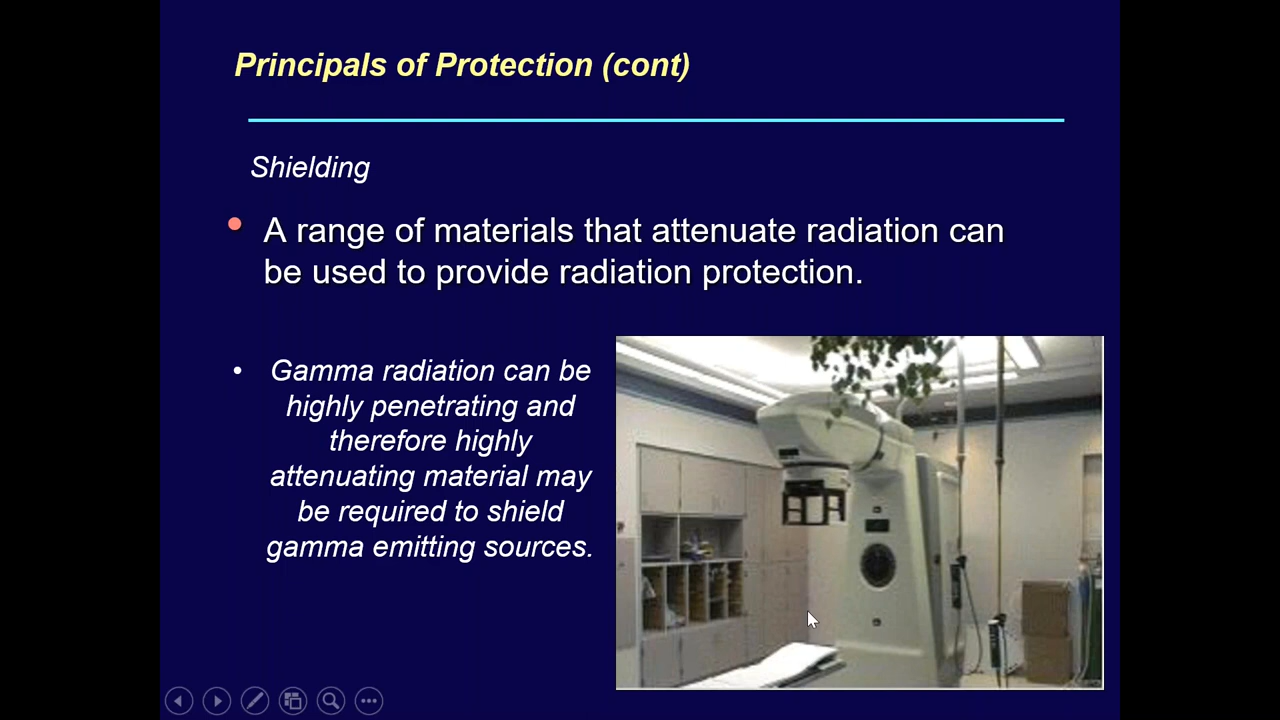 Principals of Protection (cont)
Shielding
• A range of materials that attenuate radiation can
be used to provide radiation protection.
• Gamma radiation can be
highly penetrating and
therefore highly
attenuating material may
be required to shield
gamma emitting sources.